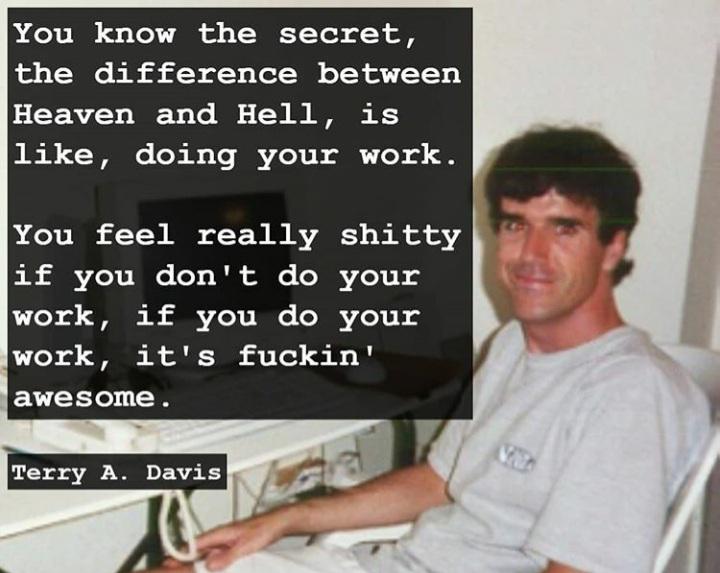 You know the secret,
the difference between
Heaven and Hell, is
like, doing your work.
You feel really shitty
if you don't do your
work, if you do your
work, it's fuckin'
awesome.
Terry A. Davis